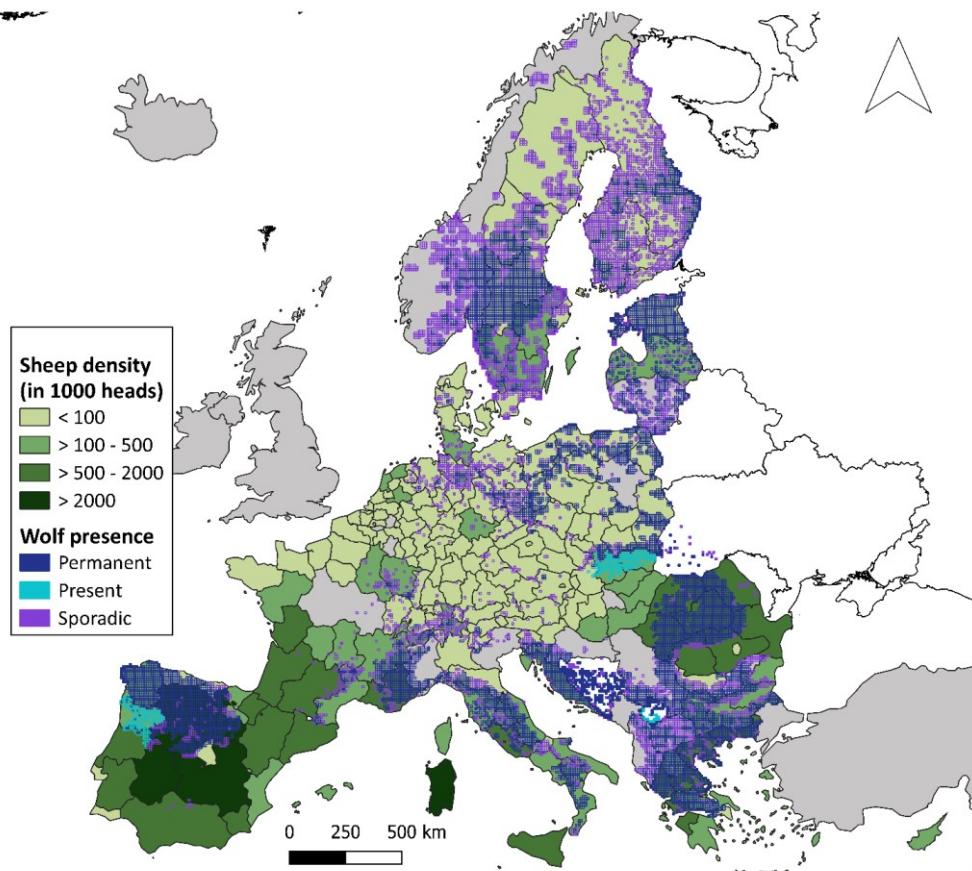 Sheep density
(in 1000 heads)
< 100
> 100 - 500
> 500 - 2000
> 2000
Wolf presence
Permanent
Present
Sporadic
0 250 500 km